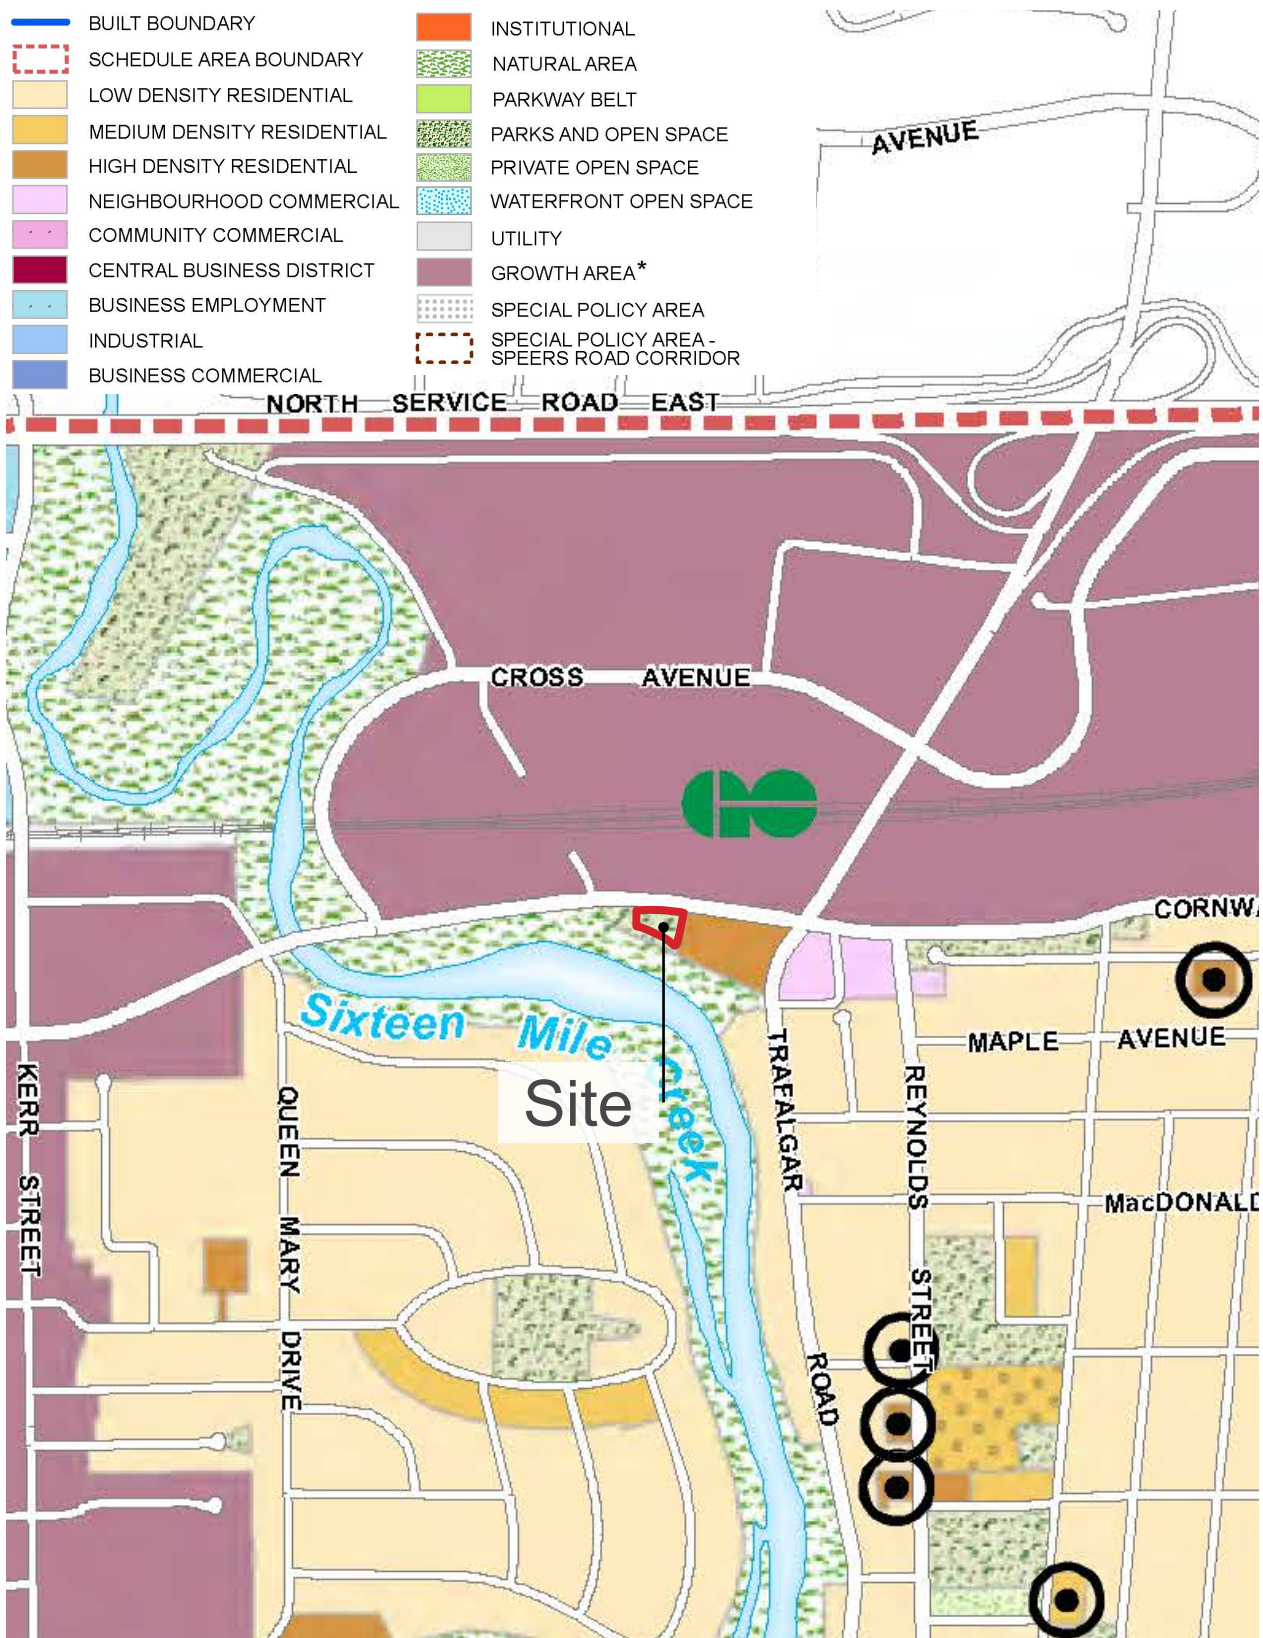 BUILT BOUNDARY
SCHEDULE AREA BOUNDARY
LOW DENSITY RESIDENTIAL
MEDIUM DENSITY RESIDENTIAL
HIGH DENSITY RESIDENTIAL
NEIGHBOURHOOD COMMERCIAL
COMMUNITY COMMERCIAL
CENTRAL BUSINESS DISTRICT
BUSINESS EMPLOYMENT
INDUSTRIAL
BUSINESS COMMERCIAL
INSTITUTIONAL
NATURAL AREA
PARKWAY BELT
PARKS AND OPEN SPACE
PRIVATE OPEN SPACE
WATERFRONT OPEN SPACE
UTILITY
GROWTH AREA*
SPECIAL POLICY AREA
SPECIAL POLICY AREA -
SPEERS ROAD CORRIDOR
AVENUE
NORTH SERVICE ROAD EAST
CROSS AVENUE
GO
CORNWA
Sixteen Mile Creek
Site
MAPLE AVENUE
KERR STREET
QUEEN MARY DRIVE
TRAFALGAR ROAD
REYNOLDS STREET
MacDONALD